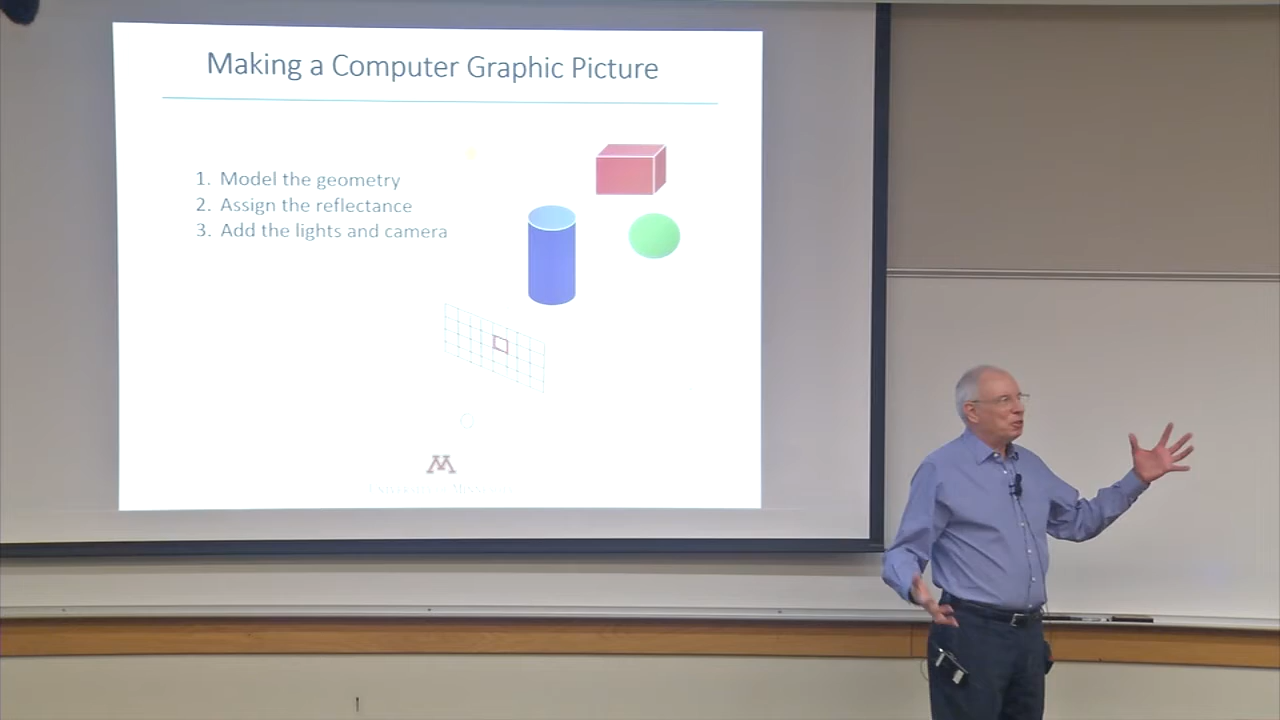 Making a Computer Graphic Picture
1. Model the geometry
2. Assign the reflectance
3. Add the lights and camera
M